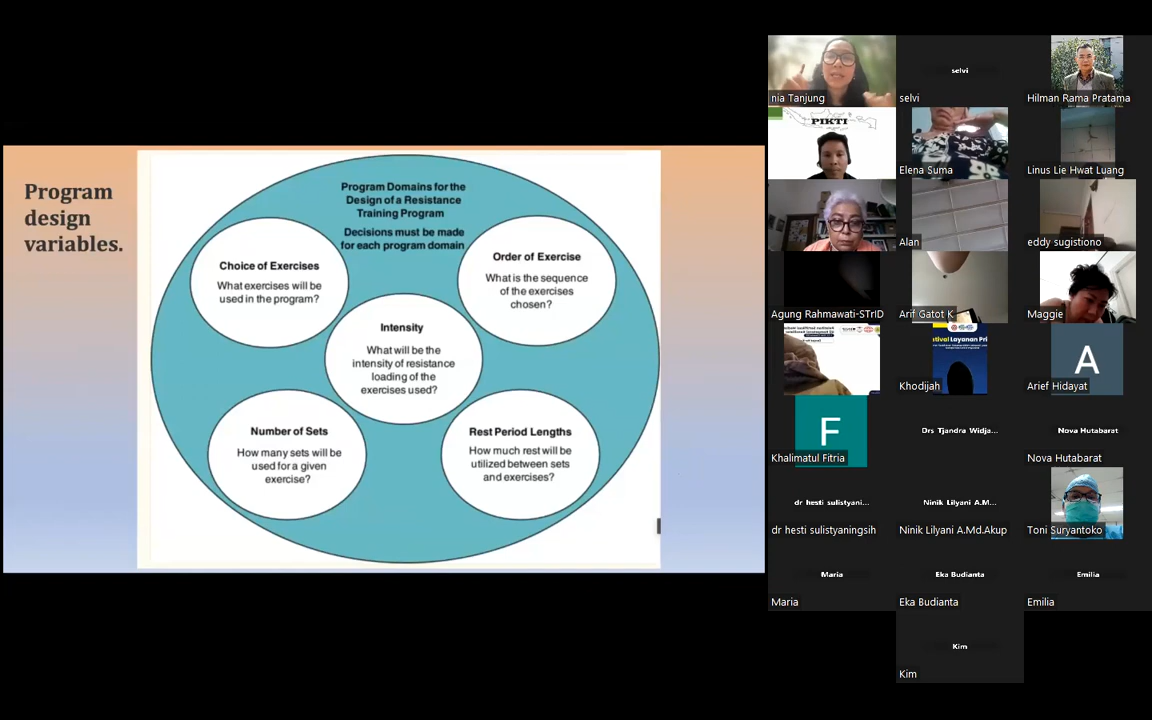 Program
design
variables.
Program Domains for the
Design of a Resistance
Training Program
Decisions must be made
for each program domain
Choice of Exercises
What exercises will be
used in the program?
Order of Exercise
What is the sequence
of the exercises
chosen?
Intensity
What will be the
intensity of resistance
loading of the
exercises used?
Number of Sets
How many sets will be
used for a given
exercise?
Rest Period Lengths
How much rest will be
utilized between sets
and exercises?
nia Tanjung
selvi
selvi
Hilman Rama Pratama
PIKTI
Elena Suma
Linus Lie Hwat Luang
Alan
eddy sugistiono
Agung Rahmawati-STrID
Arif Gatot K
Maggie
Khodijah
A
Arief Hidayat
F
Khalimatul Fitria
Drs Tjandra Widja...
Nova Hutabarat
Nova Hutabarat
dr hesti sulistyani...
dr hesti sulistyaningsih
Ninik Lilyani A.M...
Ninik Lilyani A.Md.Akup
Toni Suryantoko
Maria
Maria
Eka Budianta
Eka Budianta
Emilia
Emilia
Kim
Kim